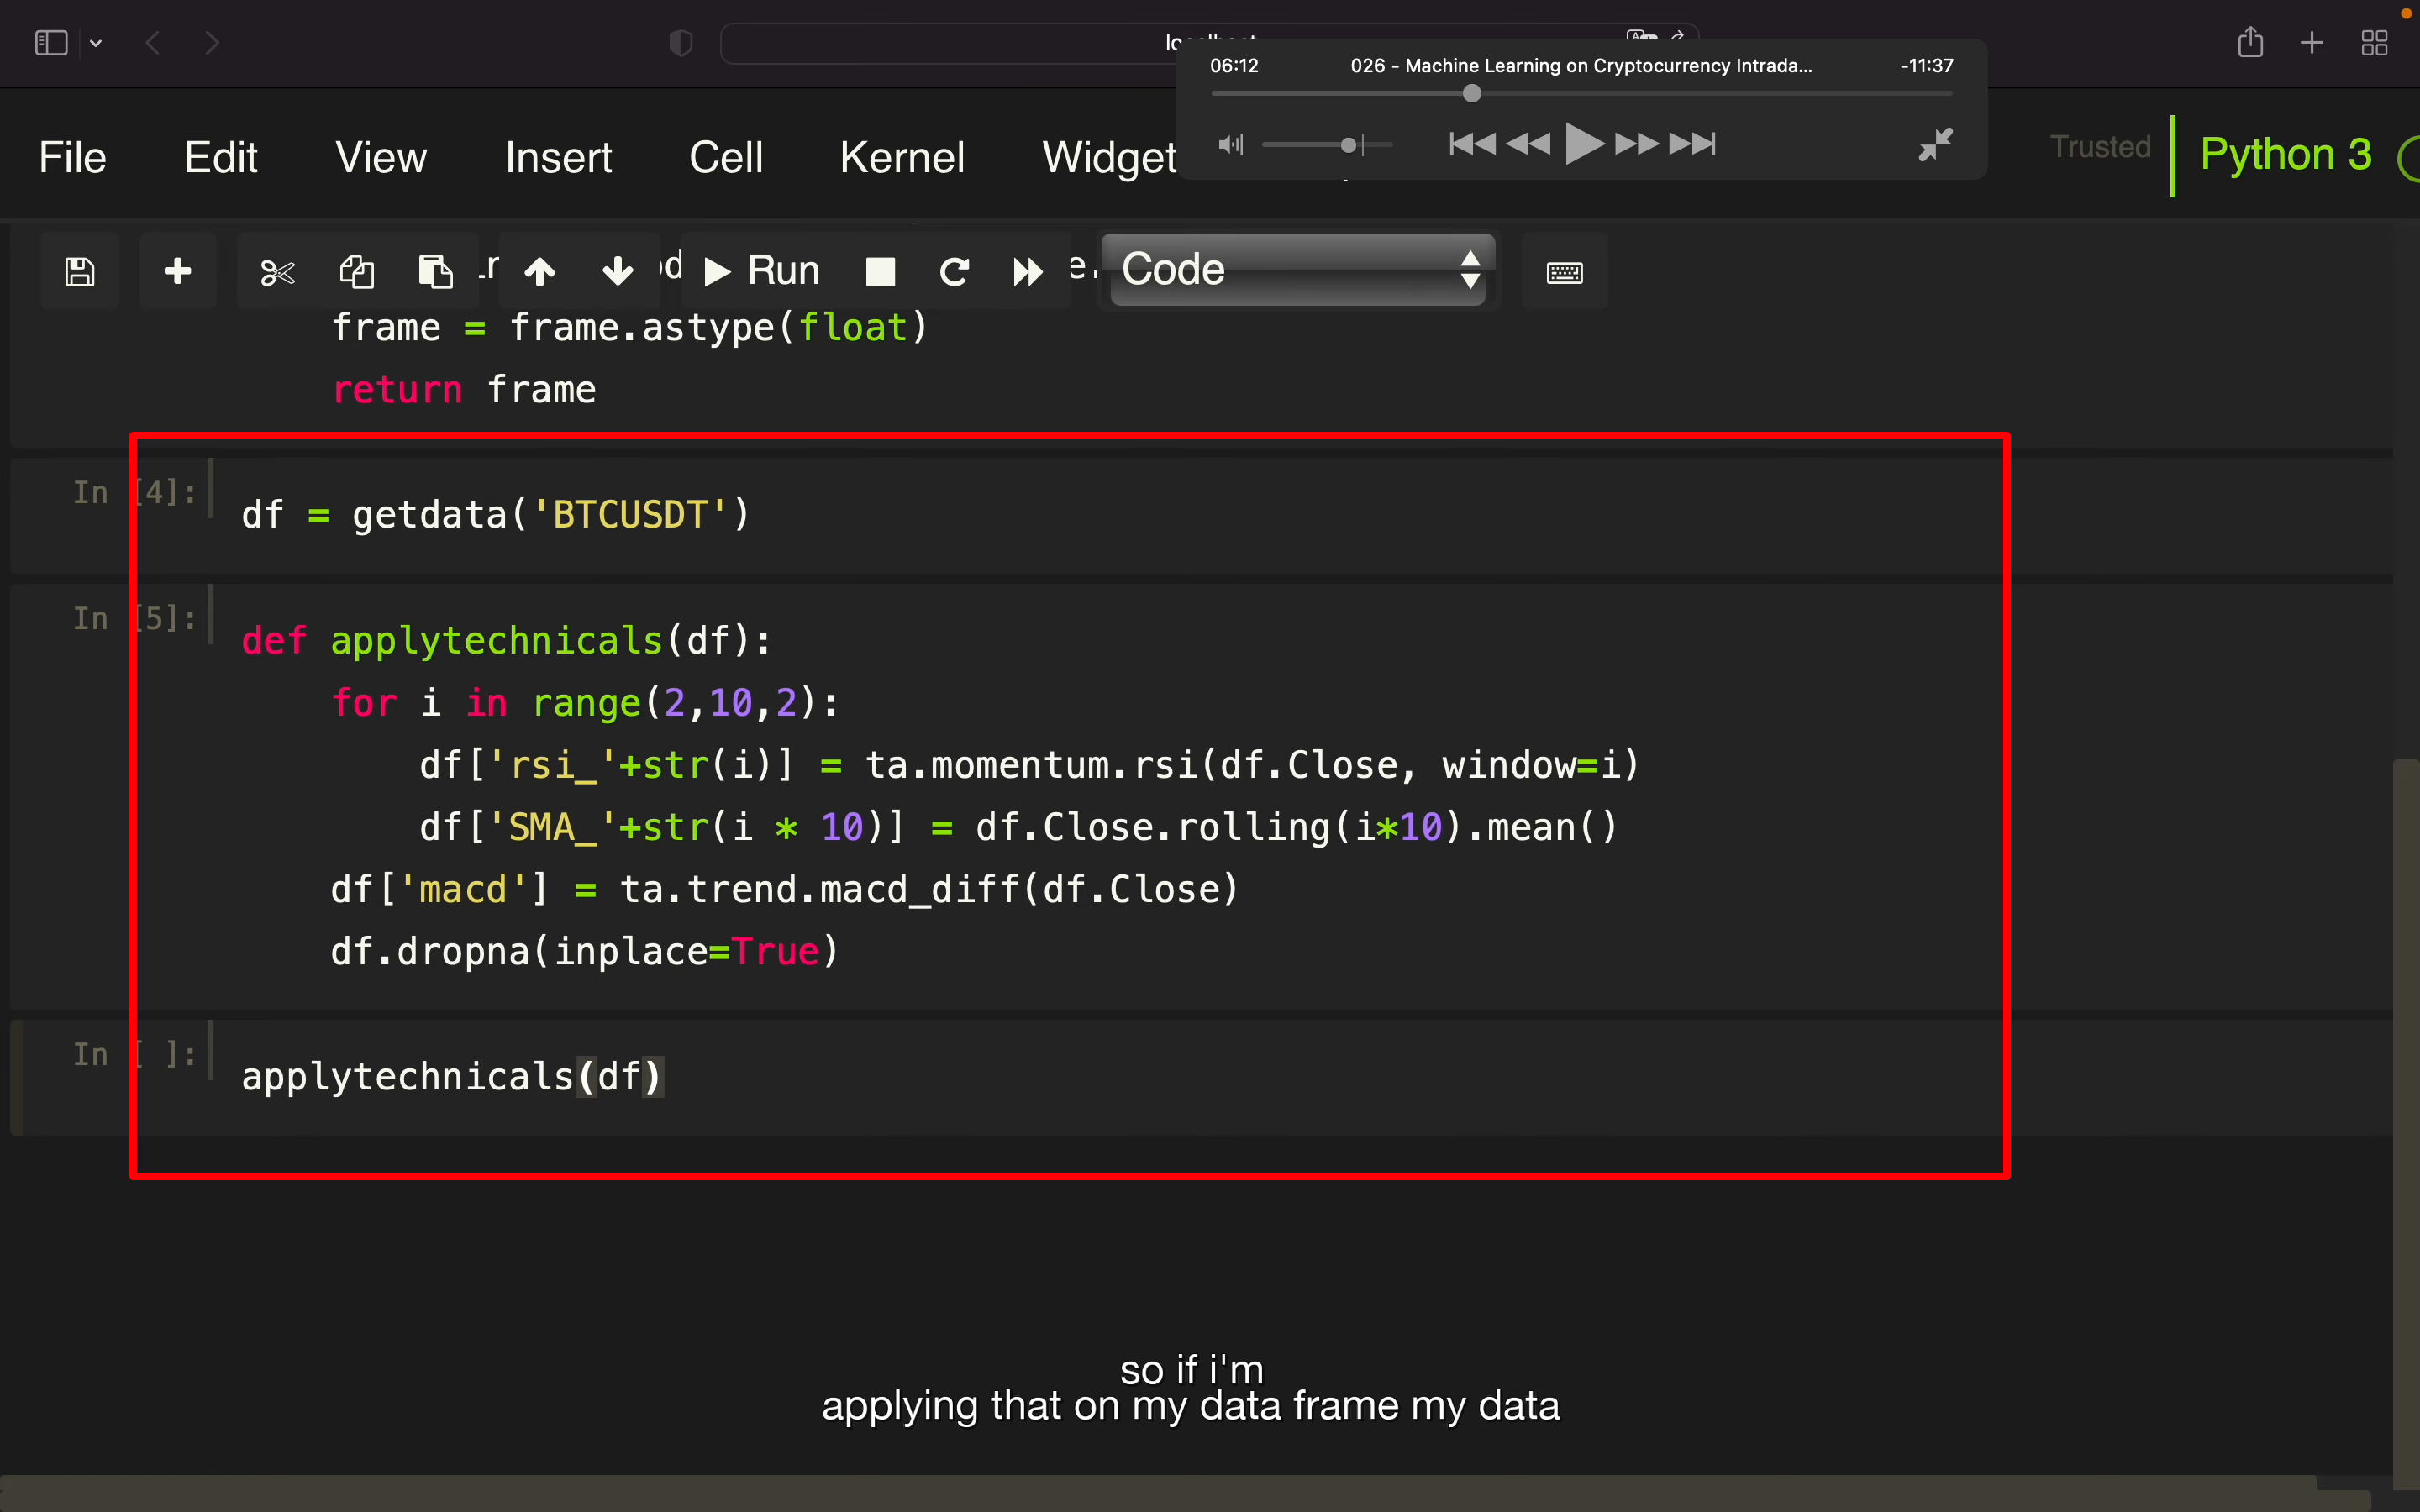 06:12 026 - Machine Learning on Cryptocurrency Intrada... -11:37
File Edit View Insert Cell Kernel Widget Trusted Python 3
Run Code
frame = frame.astype(float)
return frame
In [4]: df = getdata('BTCUSDT')
In [5]: def applytechnicals(df):
for i in range(2,10,2):
df['rsi_'+str(i)] = ta.momentum.rsi(df.Close, window=i)
df['SMA_'+str(i * 10)] = df.Close.rolling(i*10).mean()
df['macd'] = ta.trend.macd_diff(df.Close)
df.dropna(inplace=True)
In [ ]: applytechnicals(df)
so if i'm
applying that on my data frame my data